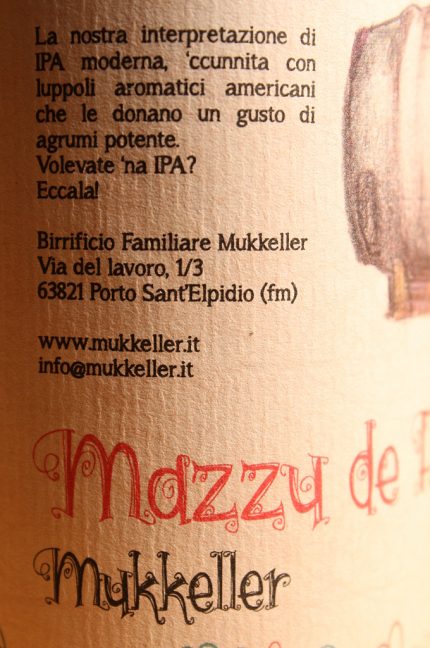 La nostra interpretazione di
IPA moderna, 'ccunnita con
luppoli aromatici americani
che le donano un gusto di
agrumi potente.
Volevate 'na IPA?
Eccala!
Birrificio Familiare Mukkeller
Via del lavoro, 1/3
63821 Porto Sant'Elpidio (fm)
www.mukkeller.it
info@mukkeller.it
Mazzu de
Mukkeller